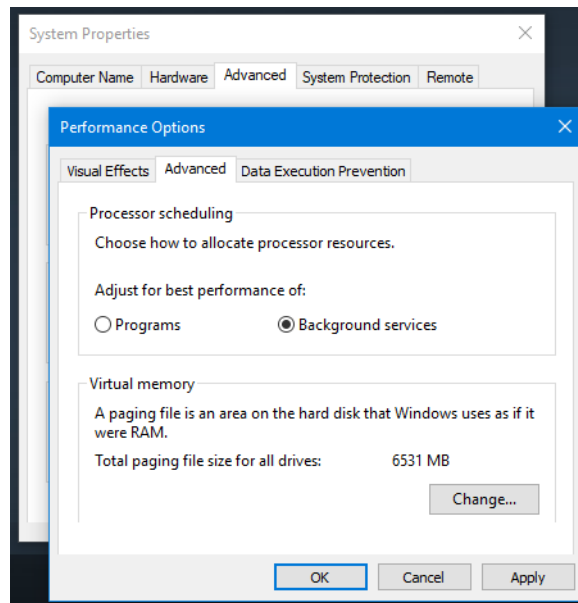 System Properties
Computer Name Hardware Advanced System Protection Remote
Performance Options
Visual Effects Advanced Data Execution Prevention
Processor scheduling
Choose how to allocate processor resources.
Adjust for best performance of:
Programs Background services
Virtual memory
A paging file is an area on the hard disk that Windows uses as if it
were RAM.
Total paging file size for all drives: 6531 MB
Change...
OK Cancel Apply